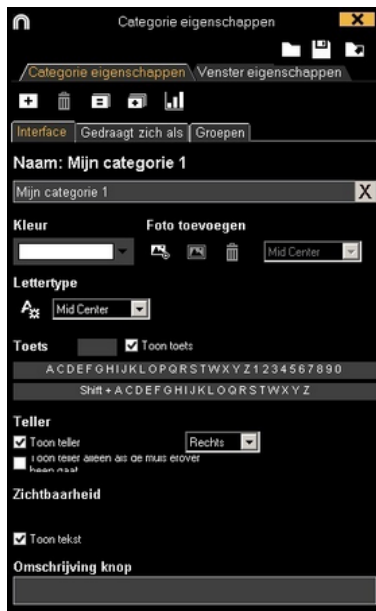 Categorie eigenschappen
X
Categorie eigenschappen Venster eigenschappen
Interface Gedraagt zich als Groepen
Naam: Mijn categorie 1
Mijn categorie 1 X
Kleur Foto toevoegen
Mid Center
Lettertype
Mid Center
Toets Toon toets
A C D E F G H I J K L O P Q R S T W X Y Z 1 2 3 4 5 6 7 8 9 0
Shift + A C D E F G H I J K L O Q R S T W X Y Z
Teller
Toon teller Rechts
Toon teller alleen als de muis erover
heen gaat
Zichtbaarheid
Toon tekst
Omschrijving knop